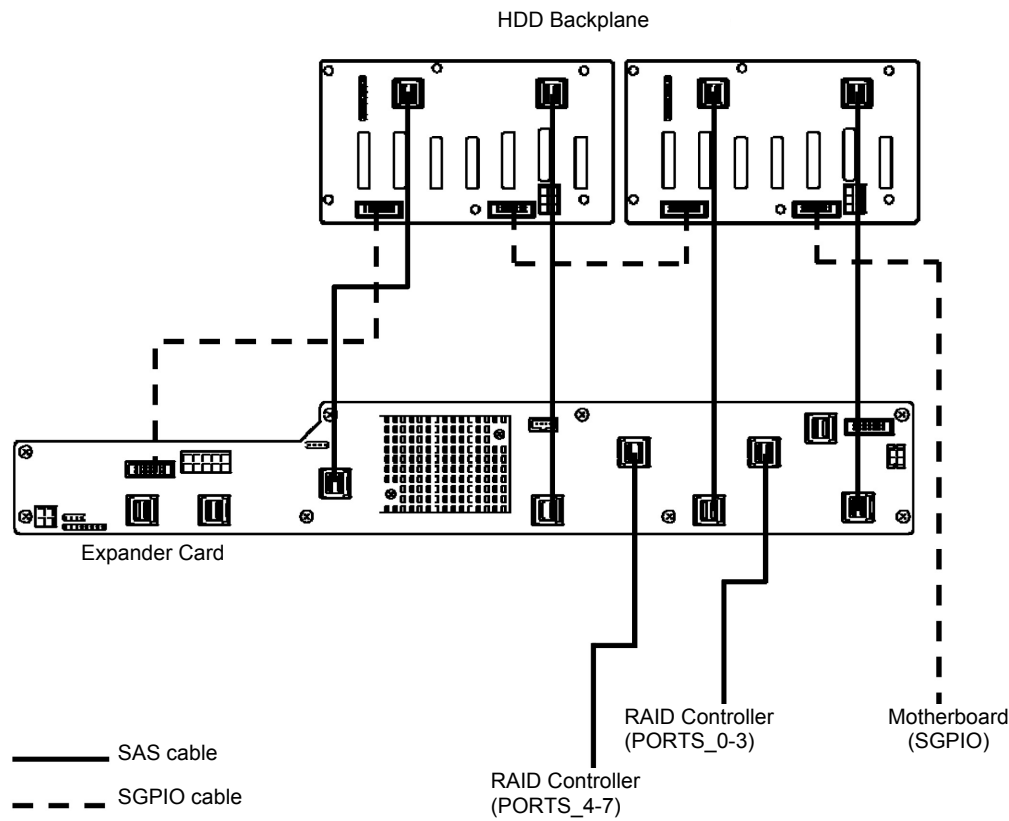 HDD Backplane
Expander Card
RAID Controller
(PORTS_0-3)
Motherboard
(SGPIO)
SAS cable
RAID Controller
(PORTS_4-7)
SGPIO cable